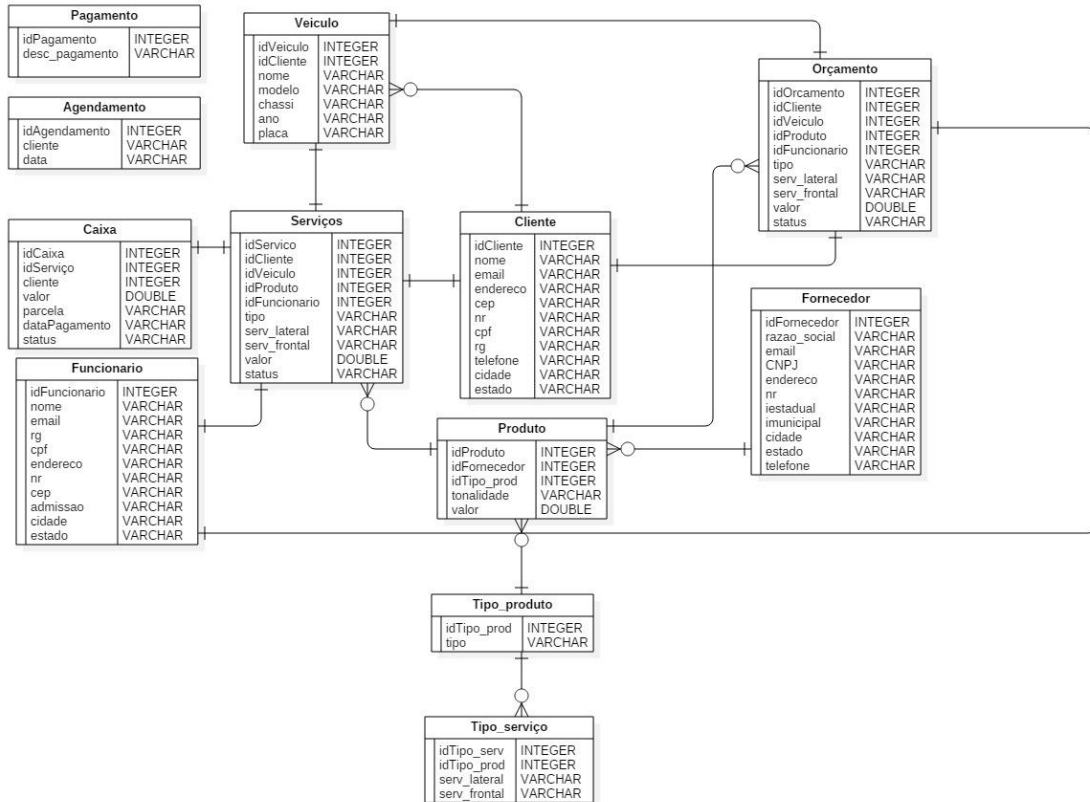 Pagamento
idPagamento INTEGER
desc_pagamento VARCHAR
Agendamento
idAgendamento INTEGER
cliente VARCHAR
data VARCHAR
Veiculo
idVeiculo INTEGER
idCliente INTEGER
nome VARCHAR
modelo VARCHAR
chassi VARCHAR
ano VARCHAR
placa VARCHAR
Orçamento
idOrcamento INTEGER
idCliente INTEGER
idVeiculo INTEGER
idProduto INTEGER
idFuncionario INTEGER
tipo VARCHAR
serv_lateral VARCHAR
serv_frontal VARCHAR
valor DOUBLE
status VARCHAR
Caixa
idCaixa INTEGER
idServiço INTEGER
cliente INTEGER
valor DOUBLE
parcela VARCHAR
dataPagamento VARCHAR
status VARCHAR
Serviços
idServico INTEGER
idCliente INTEGER
idVeiculo INTEGER
idProduto INTEGER
idFuncionario INTEGER
tipo VARCHAR
serv_lateral VARCHAR
serv_frontal VARCHAR
valor DOUBLE
status VARCHAR
Cliente
idCliente INTEGER
nome VARCHAR
email VARCHAR
endereco VARCHAR
cep VARCHAR
nr VARCHAR
cpf VARCHAR
rg VARCHAR
telefone VARCHAR
cidade VARCHAR
estado VARCHAR
Fornecedor
idFornecedor INTEGER
razao_social VARCHAR
email VARCHAR
CNPJ VARCHAR
endereco VARCHAR
nr VARCHAR
iestadual VARCHAR
imunicipal VARCHAR
cidade VARCHAR
estado VARCHAR
telefone VARCHAR
Funcionario
idFuncionario INTEGER
nome VARCHAR
email VARCHAR
rg VARCHAR
cpf VARCHAR
endereco VARCHAR
nr VARCHAR
cep VARCHAR
admissao VARCHAR
cidade VARCHAR
estado VARCHAR
Produto
idProduto INTEGER
idFornecedor INTEGER
idTipo_prod INTEGER
tonalidade VARCHAR
valor DOUBLE
Tipo_produto
idTipo_prod INTEGER
tipo VARCHAR
Tipo_serviço
idTipo_serv INTEGER
idTipo_prod INTEGER
serv_lateral VARCHAR
serv_frontal VARCHAR